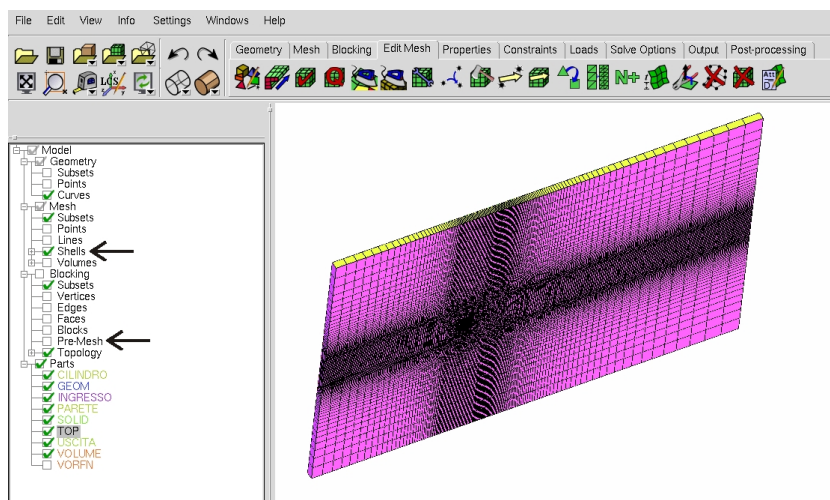 File Edit View Info Settings Windows Help
Geometry Mesh Blocking Edit Mesh Properties Constraints Loads Solve Options Output Post-processing
Model
Geometry
Subsets
Points
Curves
Mesh
Subsets
Points
Lines
Shells
Volumes
Blocking
Subsets
Vertices
Edges
Faces
Blocks
Pre-Mesh
Topology
Parts
CILINDRO
GEOM
INGRESSO
PARETE
SOLID
TOP
USCITA
VOLUME
VORFN